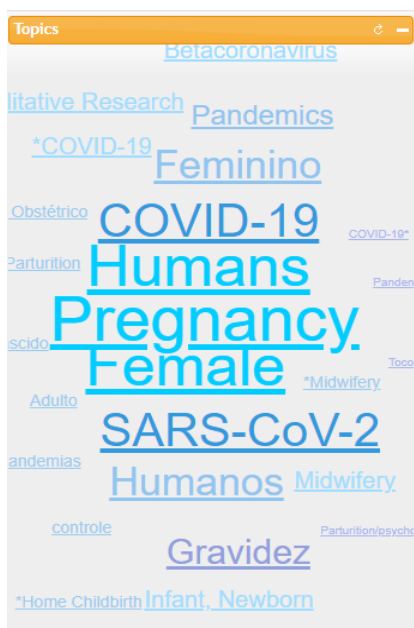 Topics
Betacoronavirus
litative Research
Pandemics
*COVID-19
Feminino
Obstétrico
COVID-19
COVID-19*
Parturition
Humans
Panden
Pregnancy
scido
Female
Toco
*Midwifery
Adulto
SARS-CoV-2
andemias
Humanos
Midwifery
controle
Parturition/psycho
Gravidez
*Home Childbirth
Infant, Newborn